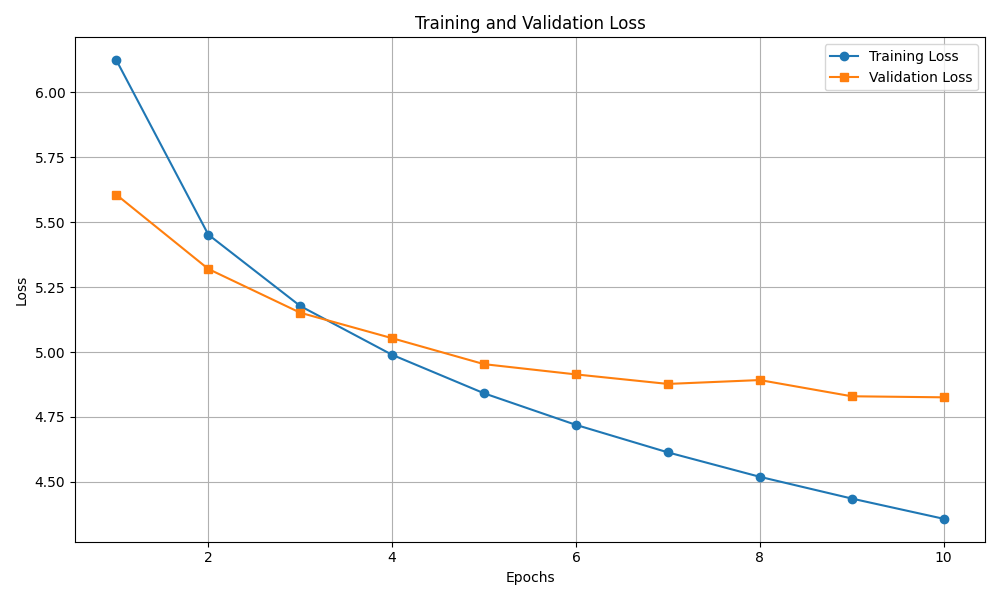 Training and Validation Loss
Training Loss
Validation Loss
6.00
5.75
5.50
5.25
5.00
4.75
4.50
Loss
2
4
6
8
10
Epochs